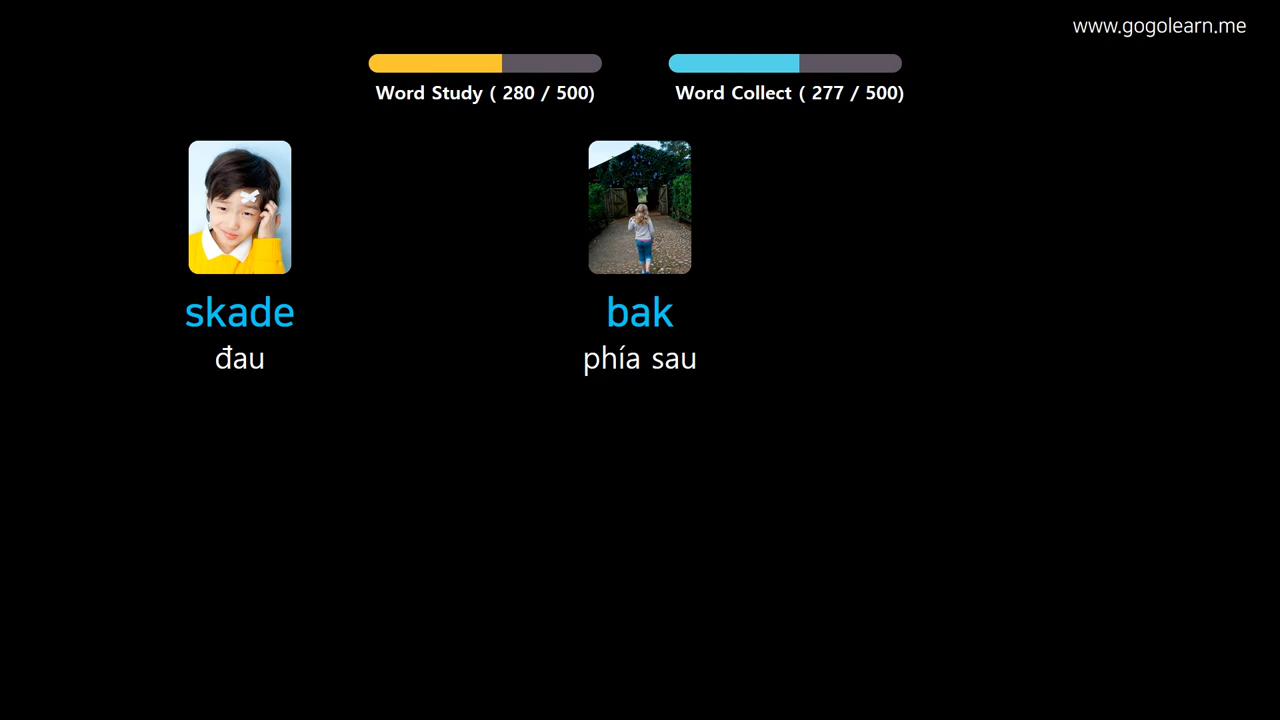 www.gogolearn.me
Word Study ( 280 / 500)
Word Collect ( 277 / 500)
skade
đau
bak
phía sau